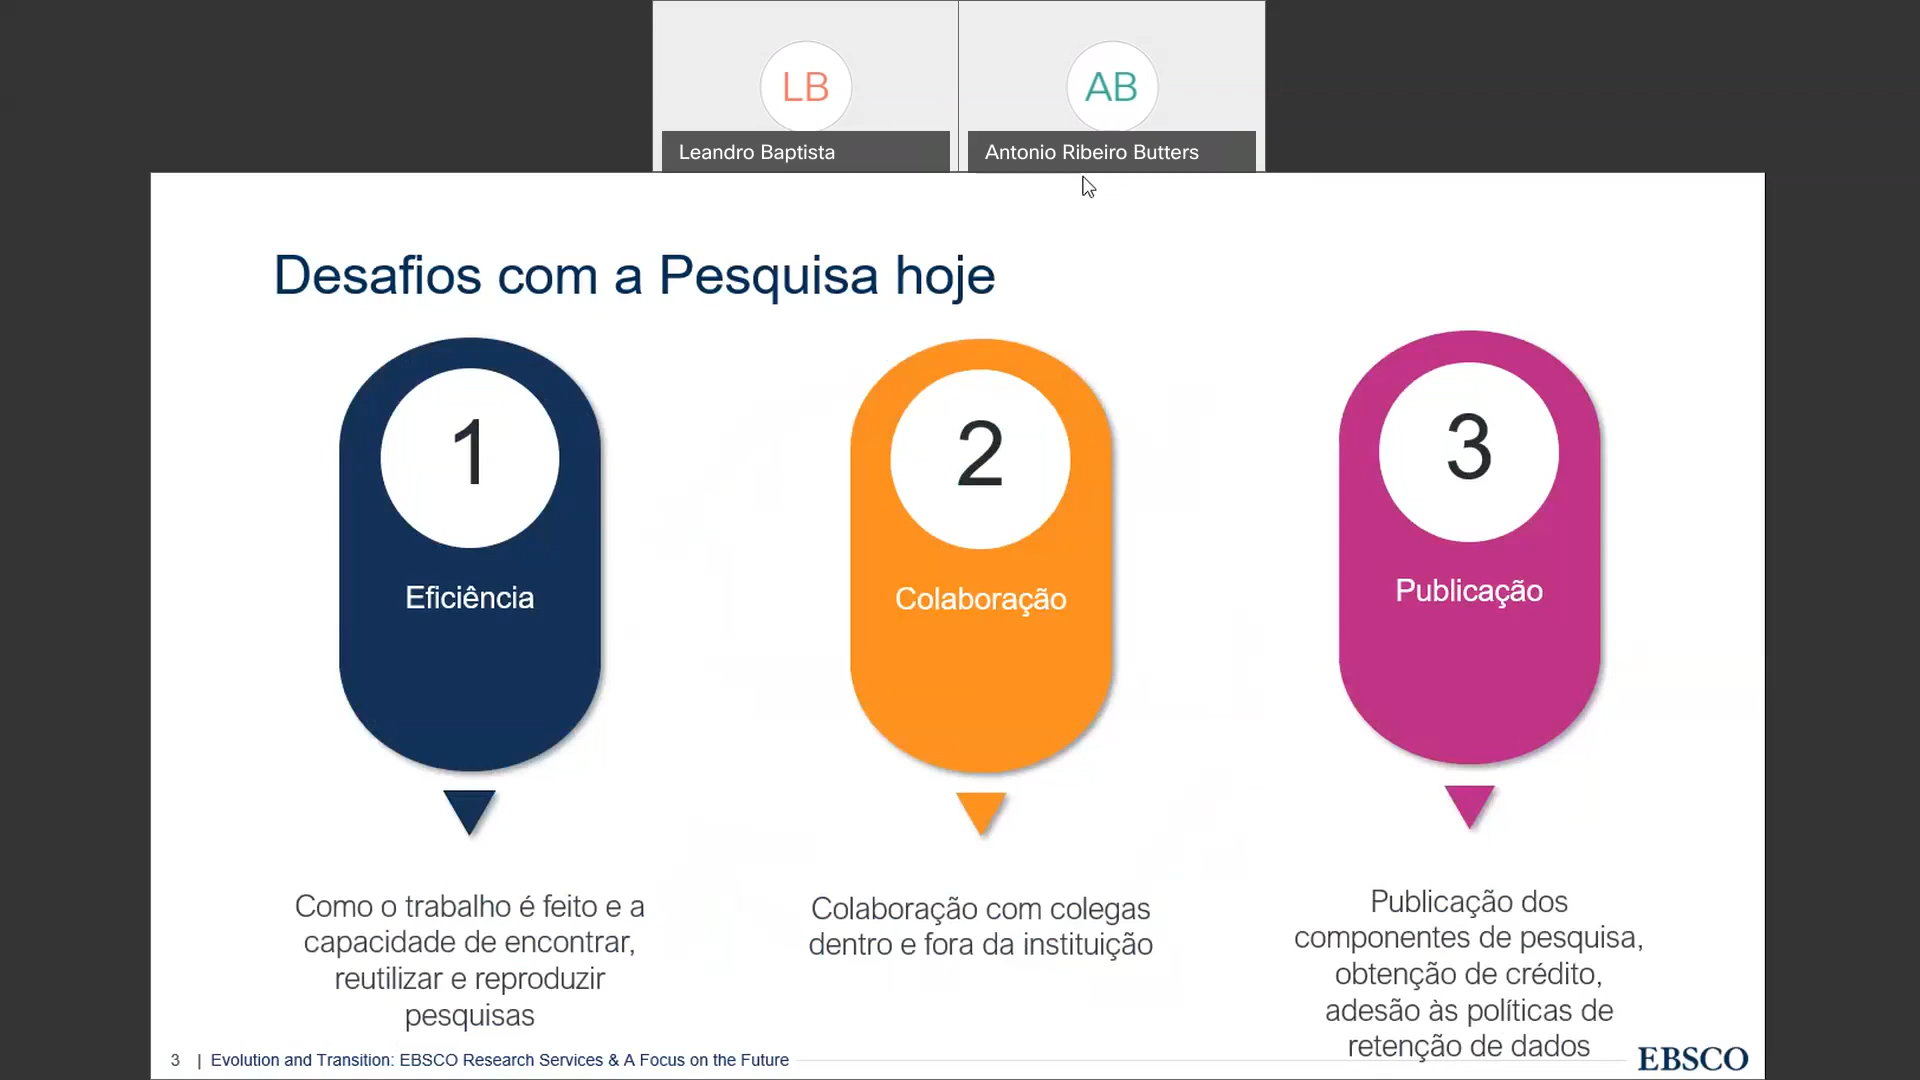 LB
AB
Leandro Baptista
Antonio Ribeiro Butters
Desafios com a Pesquisa hoje
1
Eficiência
Como o trabalho é feito e a
capacidade de encontrar,
reutilizar e reproduzir
pesquisas
2
Colaboração
Colaboração com colegas
dentro e fora da instituição
3
Publicação
Publicação dos
componentes de pesquisa,
obtenção de crédito,
adesão às políticas de
retenção de dados
3 | Evolution and Transition: EBSCO Research Services & A Focus on the Future
EBSCO